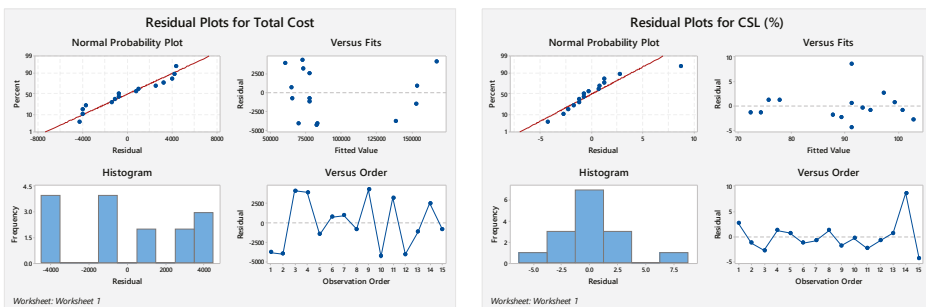 Residual Plots for Total Cost
Normal Probability Plot
Versus Fits
99
90
50
10
1
Percent
-8000 -4000 0 4000 8000
Residual
2500
0
-2500
5000
Residual
50000 75000 100000 125000 150000
Fitted Value
Histogram
Versus Order
4.5
3.0
1.5
0.0
Frequency
-4000 -2000 0 2000 4000
Residual
2500
0
-2500
-5000
Residual
1 2 3 4 5 6 7 8 9 10 11 12 13 14 15
Observation Order
Worksheet: Worksheet 1
Residual Plots for CSL (%)
Normal Probability Plot
Versus Fits
99
90
50
10
1
Percent
-5 0 5 10
Residual
10
5
0
-5
Residual
70 80 90 100
Fitted Value
Histogram
Versus Order
6
4
2
0
Frequency
-5.0 -2.5 0.0 2.5 5.0 7.5
Residual
10
5
0
-5
Residual
1 2 3 4 5 6 7 8 9 10 11 12 13 14 15
Observation Order
Worksheet: Worksheet 1